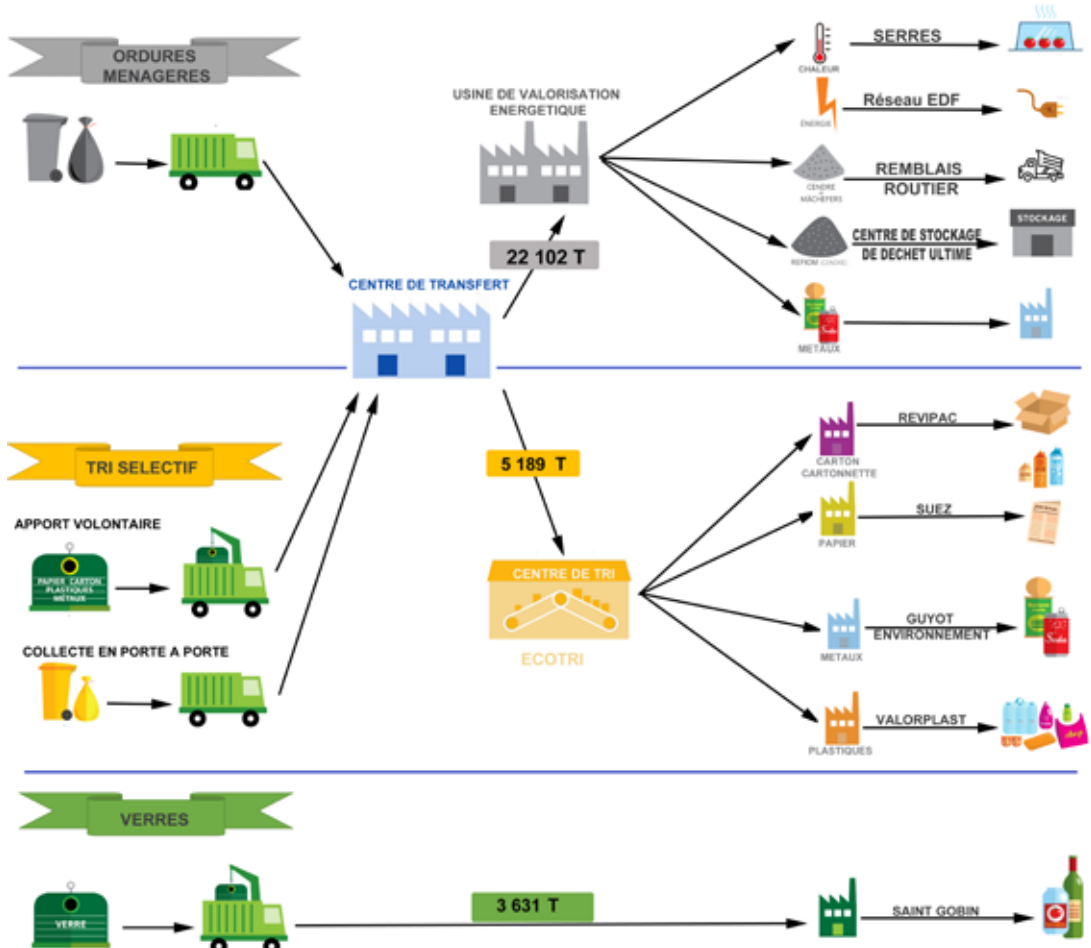 ORDURES
MENAGERES
USINE DE VALORISATION
ENERGETIQUE
CHALEUR
SERRES
ÉNERGIE
Réseau EDF
CENDRE
+
MÂCHEFERS
REMBLAIS
ROUTIER
REFIOM (CENDRE)
CENTRE DE STOCKAGE
DE DECHET ULTIME
STOCKAGE
METAUX
22 102 T
CENTRE DE TRANSFERT
TRI SELECTIF
5 189 T
APPORT VOLONTAIRE
PAPIER CARTON
PLASTIQUES
MÉTAUX
COLLECTE EN PORTE A PORTE
CENTRE DE TRI
ECOTRI
CARTON
CARTONNETTE
REVIPAC
PAPIER
SUEZ
METAUX
GUYOT
ENVIRONNEMENT
PLASTIQUES
VALORPLAST
VERRES
VERRE
3 631 T
SAINT GOBIN